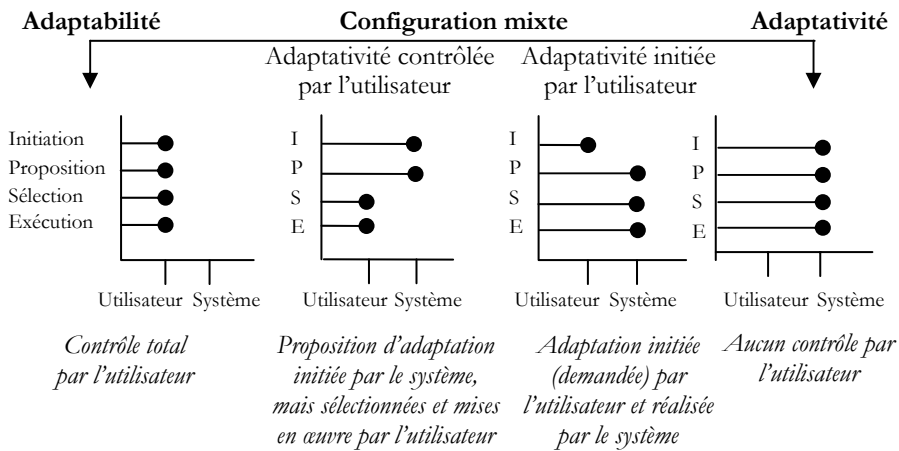 Adaptabilité Configuration mixte Adaptativité
Adaptativité contrôlée
par l'utilisateur
Adaptativité initiée
par l'utilisateur
Initiation
Proposition
Sélection
Exécution
Utilisateur Système
I
P
S
E
Utilisateur Système
I
P
S
E
Utilisateur Système
I
P
S
E
Utilisateur Système
Contrôle total
par l'utilisateur
Proposition d'adaptation
initiée par le système,
mais sélectionnées et mises
en œuvre par l'utilisateur
Adaptation initiée
(demandée) par
l'utilisateur et réalisée
par le système
Aucun contrôle par
l'utilisateur